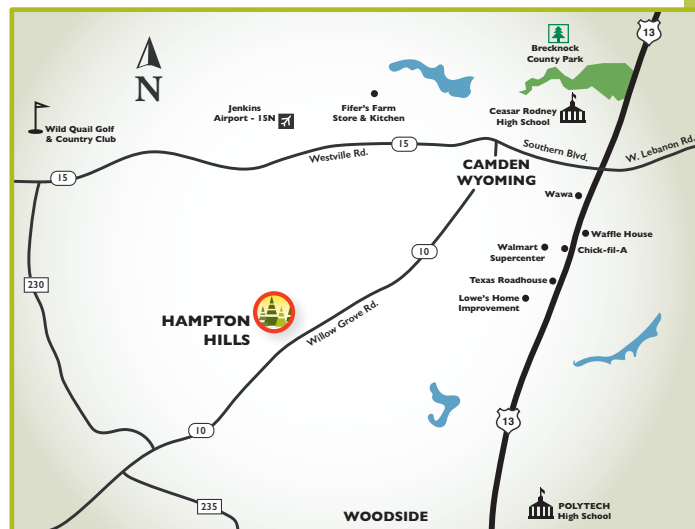 13
Brecknock
County Park
N
Jenkins
Airport - 15N
Fifer's Farm
Store & Kitchen
Ceasar Rodney
High School
Wild Quail Golf
& Country Club
15
Westville Rd.
Southern Blvd.
W. Lebanon Rd.
CAMDEN
WYOMING
15
Wawa
Waffle House
Walmart
Supercenter
Chick-fil-A
10
230
Texas Roadhouse
Lowe's Home
Improvement
HAMPTON
HILLS
Willow Grove Rd.
13
10
235
WOODSIDE
POLYTECH
High School